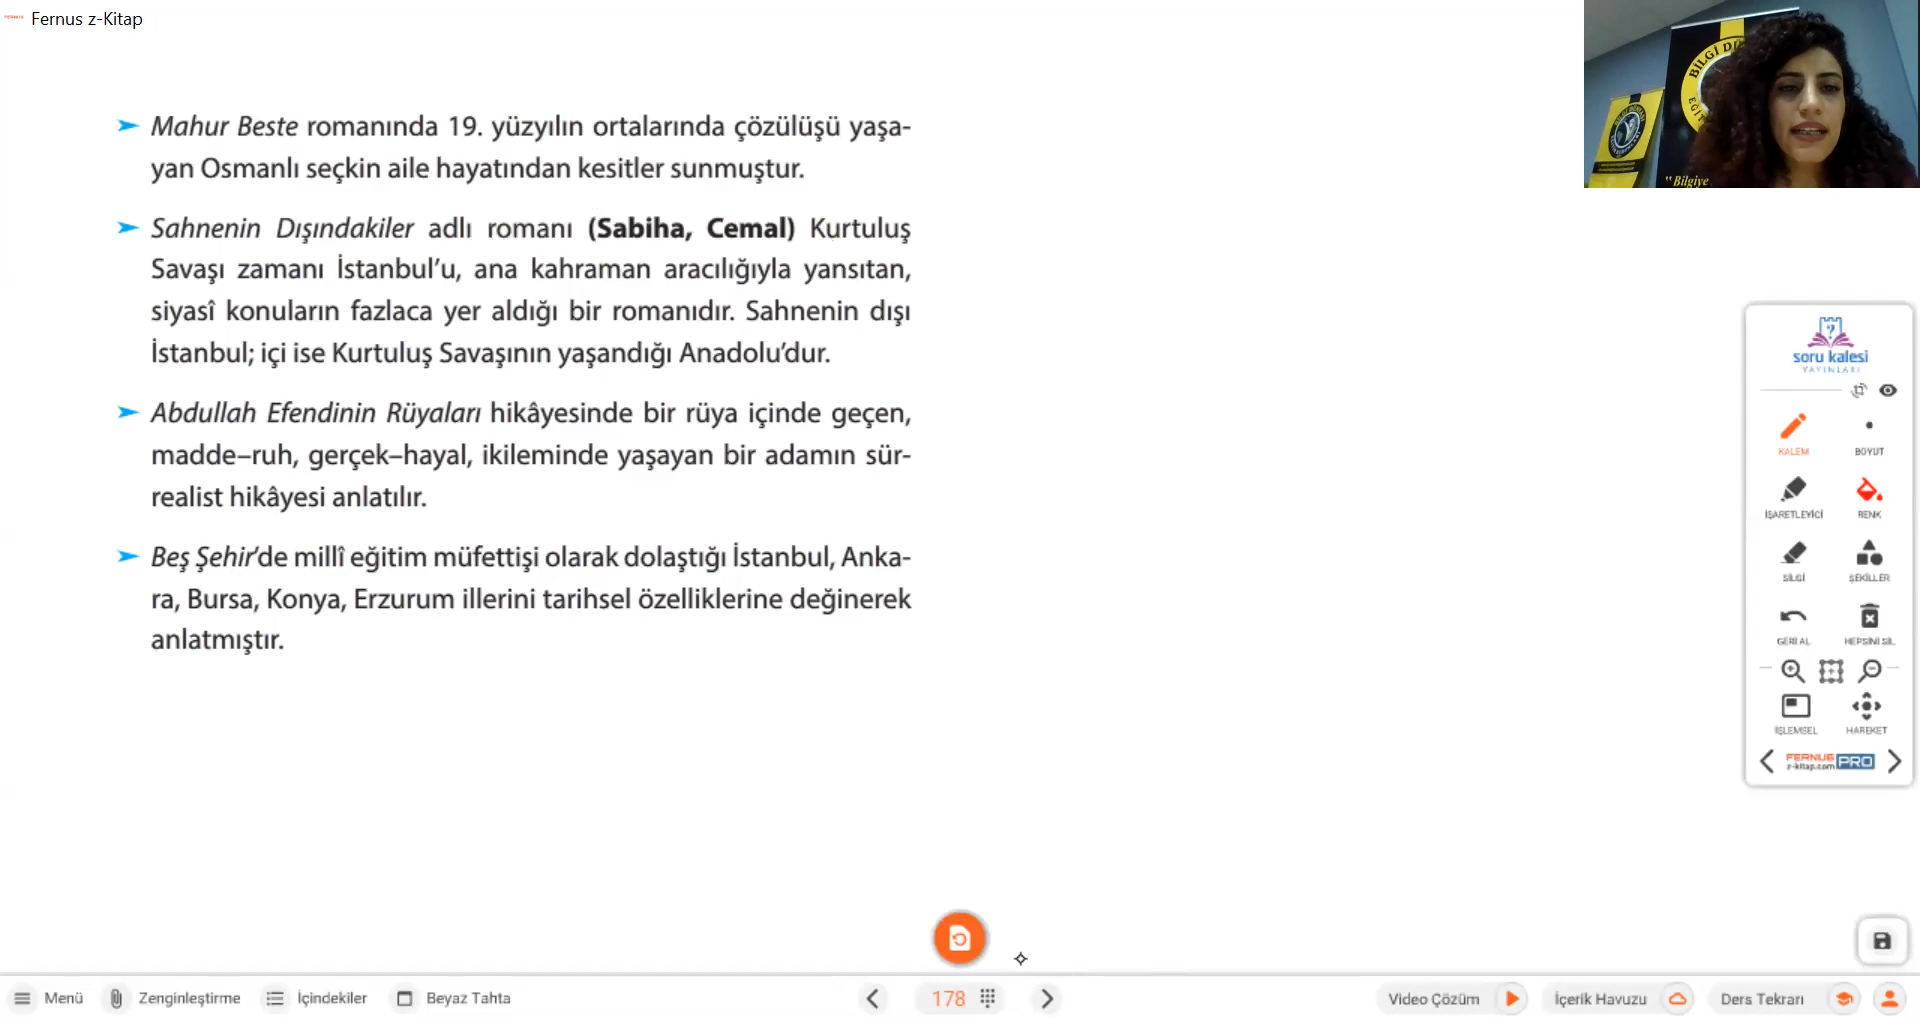 Fernus z-Kitap
Mahur Beste romanında 19. yüzyılın ortalarında çözülüşü yaşa-
yan Osmanlı seçkin aile hayatından kesitler sunmuştur.
Sahnenin Dışındakiler adlı romanı (Sabiha, Cemal) Kurtuluş
Savaşı zamanı İstanbul’u, ana kahraman aracılığıyla yansıtan,
siyasî konuların fazlaca yer aldığı bir romanıdır. Sahnenin dışı
İstanbul; içi ise Kurtuluş Savaşının yaşandığı Anadolu’dur.
Abdullah Efendinin Rüyaları hikâyesinde bir rüya içinde geçen,
madde–ruh, gerçek–hayal, ikileminde yaşayan bir adamın sür-
realist hikâyesi anlatılır.
Beş Şehir’de millî eğitim müfettişi olarak dolaştığı İstanbul, Anka-
ra, Bursa, Konya, Erzurum illerini tarihsel özelliklerine değinerek
anlatmıştır.
BİLGİ
"Bilgiye
soru kalesi
YAYINLARI
KALEM
BOYUT
İŞARETLEYİCİ
RENK
SİLGİ
ŞEKİLLER
GERİ AL
HEPSİNİ SİL
İŞLEMSEL
HAREKET
FERNUS
z-kitap.com
PRO
Menü
Zenginleştirme
İçindekiler
Beyaz Tahta
178
Video Çözüm
İçerik Havuzu
Ders Tekrarı